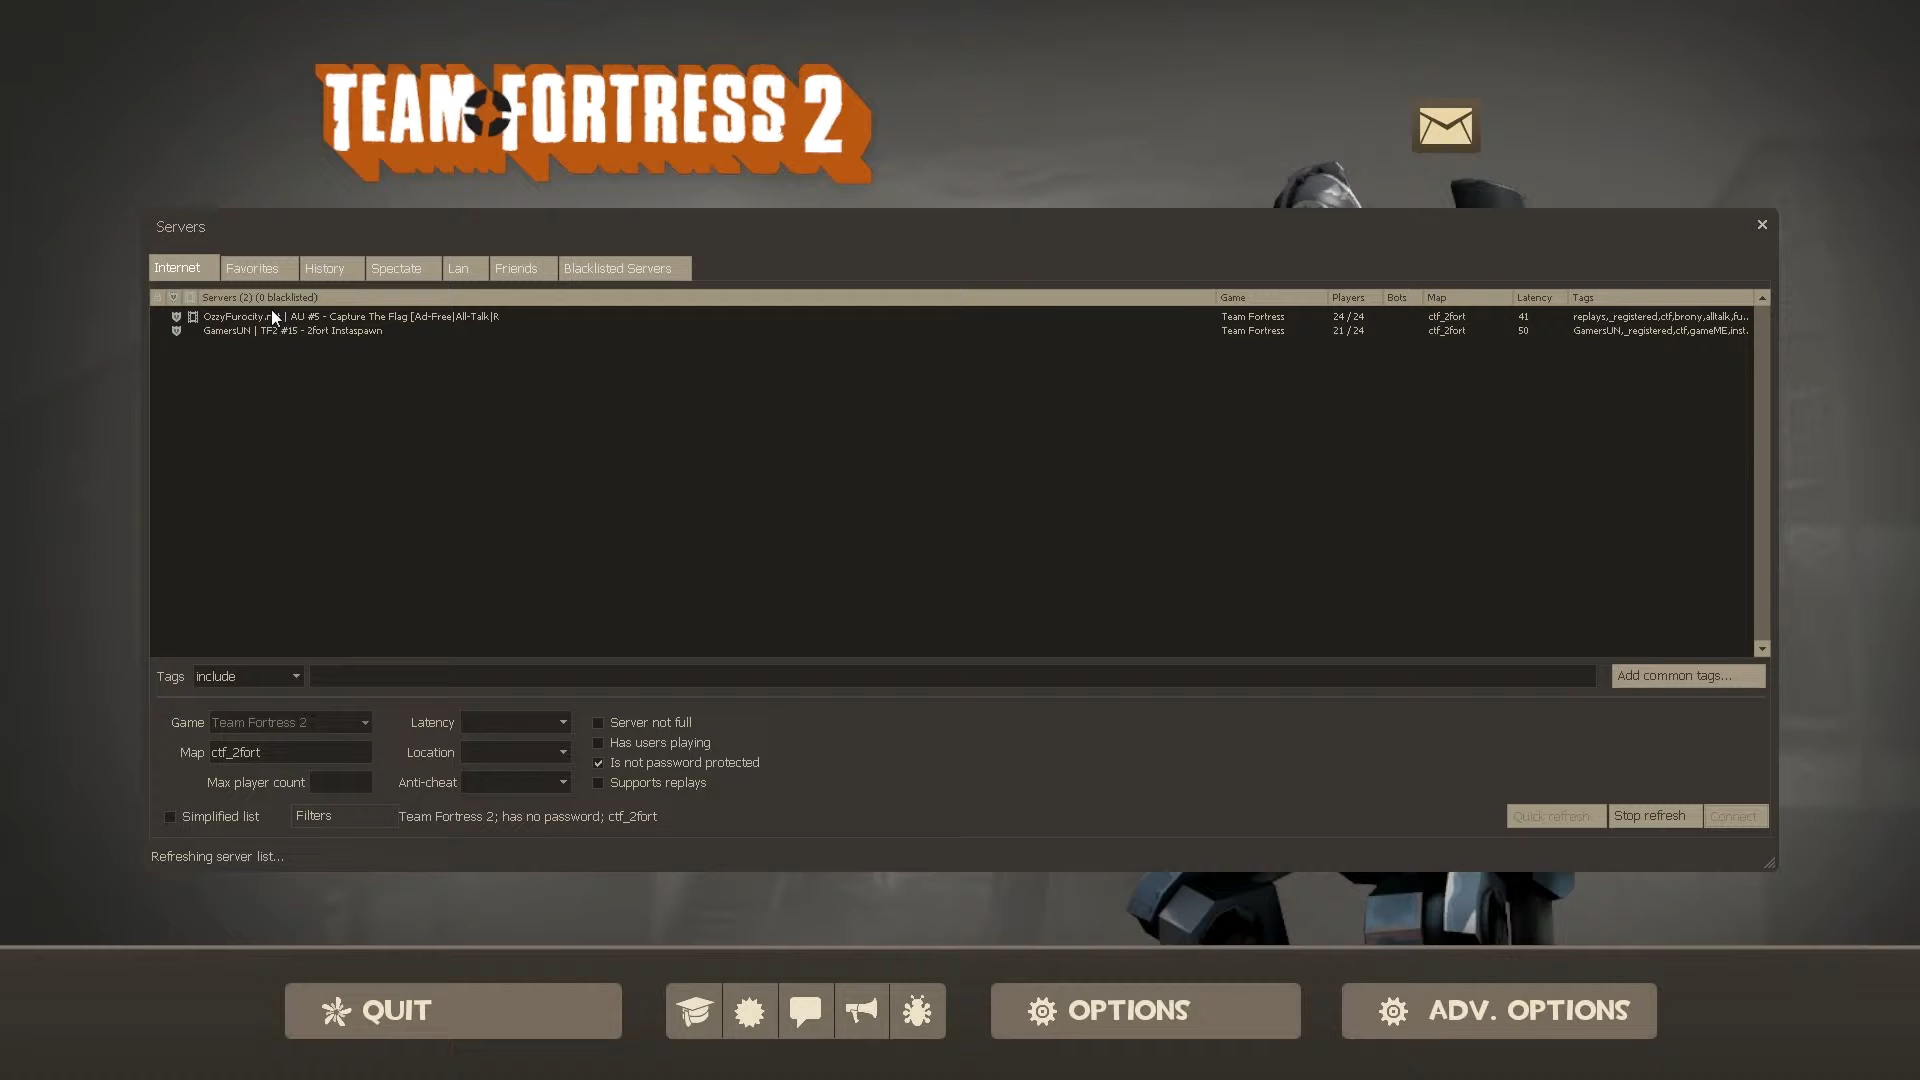 TEAM FORTRESS 2
Servers
Internet Favorites History Spectate Lan Friends Blacklisted Servers
Servers (2) (0 blacklisted) Game Players Bots Map Latency Tags
| AU #5 - Capture The Flag [Ad-Free|All-Talk|R Team Fortress 24 / 24 ctf_2fort 41 replays,_registered,ctf,brony,alltalk,fu..
GamersUN | TF2 #15 - 2fort Instaspawn Team Fortress 21 / 24 ctf_2fort 50 GamersUN,_registered,ctf,gameME,inst.
Tags include Add common tags...
Game Team Fortress 2 Latency Server not full
Map ctf_2fort Location Has users playing
Is not password protected
Max player count Anti-cheat Supports replays
Simplified list Filters Team Fortress 2; has no password; ctf_2fort Quick refresh Stop refresh Connect
Refreshing server list...
QUIT OPTIONS ADV. OPTIONS